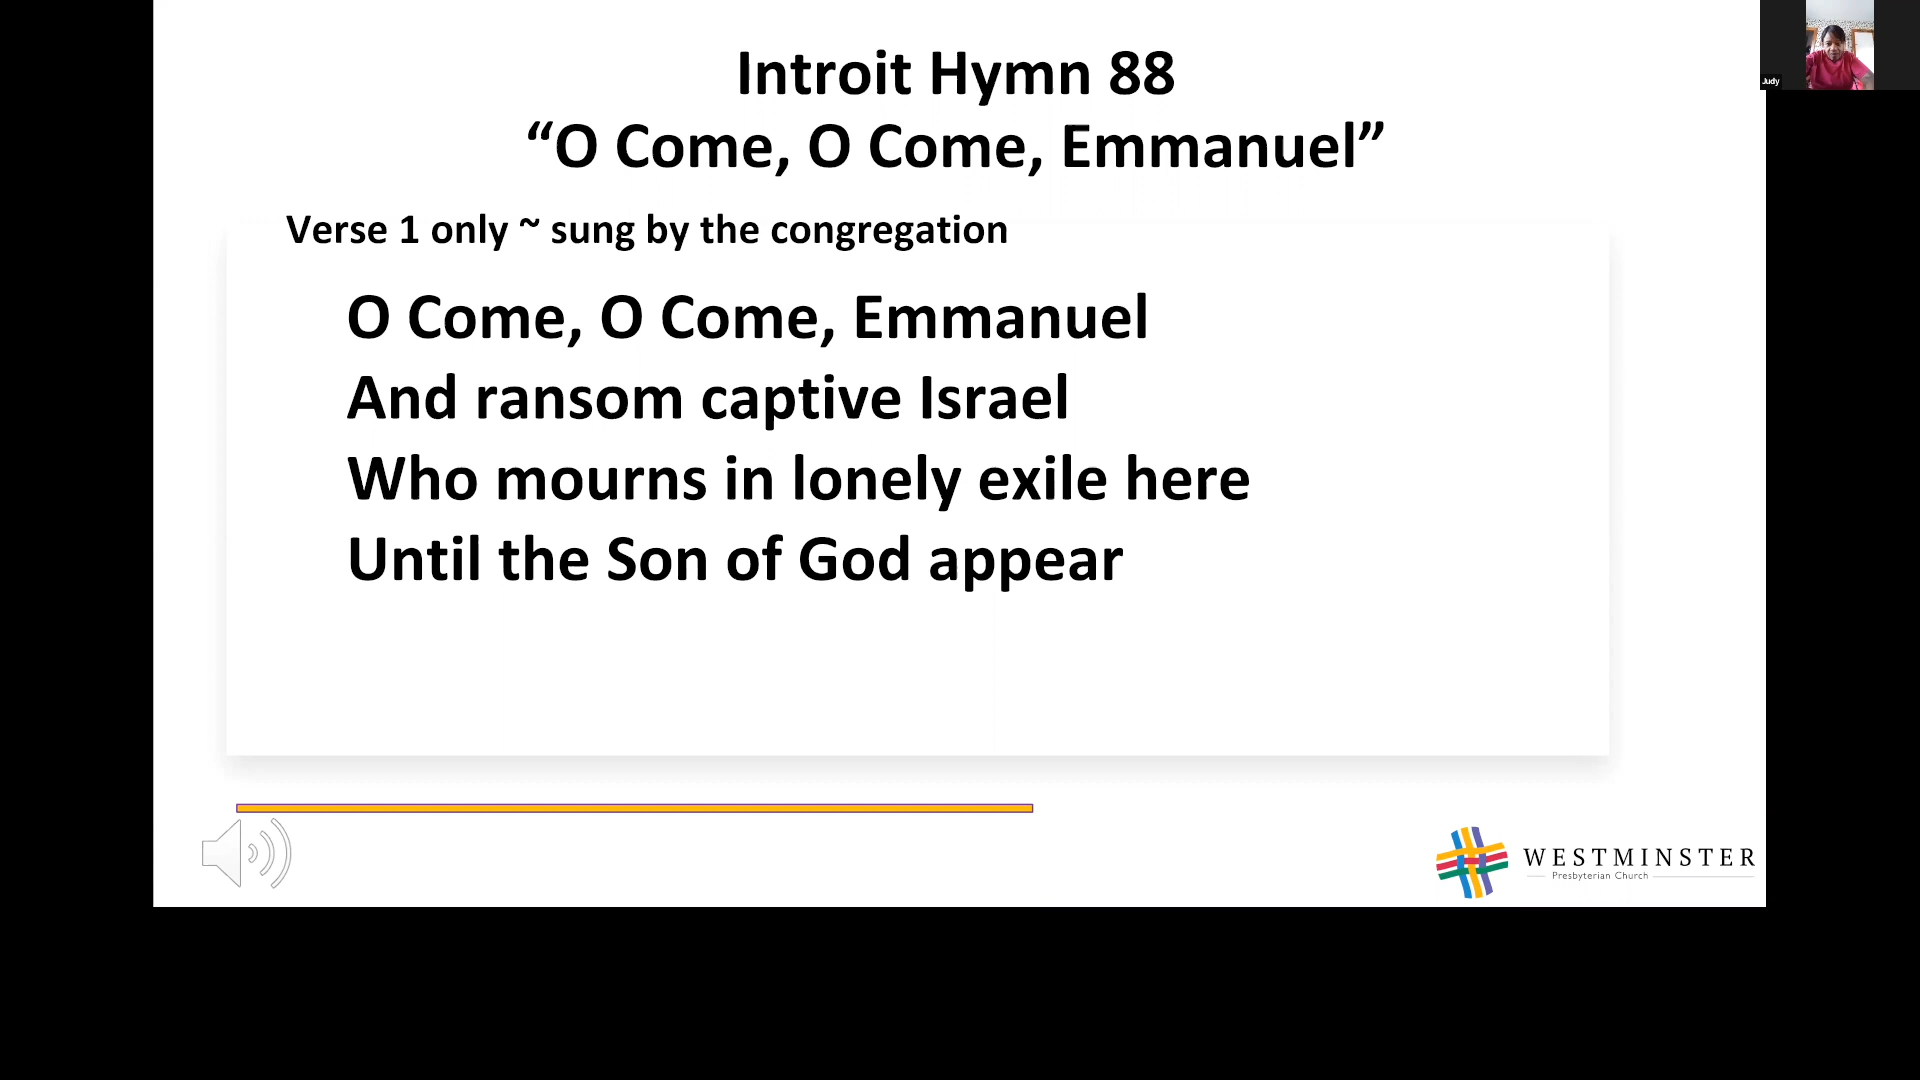 Introit Hymn 88
“O Come, O Come, Emmanuel”
Verse 1 only ~ sung by the congregation
O Come, O Come, Emmanuel
And ransom captive Israel
Who mourns in lonely exile here
Until the Son of God appear
WESTMINSTER
Presbyterian Church
Judy